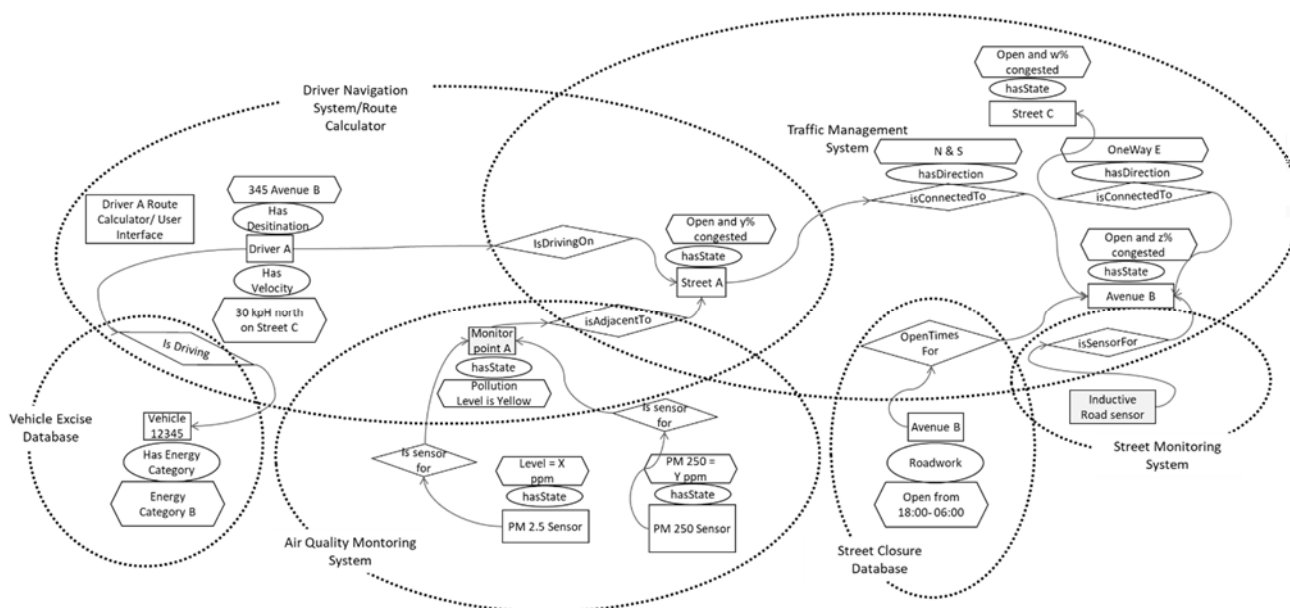 Open and w%
congested
hasState
Street C
Driver Navigation
System/Route
Calculator
Traffic Management
System
N & S
hasDirection
isConnectedTo
OneWay E
hasDirection
isConnectedTo
345 Avenue B
Has
Desitination
Driver A
Has
Velocity
30 kpH north
on Street C
Driver A Route
Calculator/ User
Interface
IsDrivingOn
Open and y%
congested
hasState
Street A
Open and z%
congested
hasState
Avenue B
isAdjacentTo
Monitor
point A
hasState
Pollution
Level is Yellow
OpenTimes
For
isSensorFor
Is Driving
Inductive
Road sensor
Street Monitoring
System
Vehicle Excise
Database
Vehicle
12345
Has Energy
Category
Energy
Category B
Is sensor
for
Is sensor
for
Level = X
ppm
hasState
PM 2.5 Sensor
PM 250 =
Y ppm
hasState
PM 250 Sensor
Avenue B
Roadwork
Open from
18:00- 06:00
Air Quality Montoring
System
Street Closure
Database